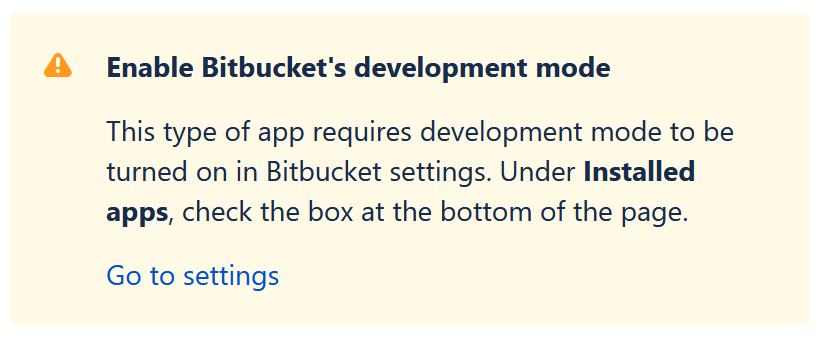 Enable Bitbucket's development mode
This type of app requires development mode to be
turned on in Bitbucket settings. Under Installed
apps, check the box at the bottom of the page.
Go to settings